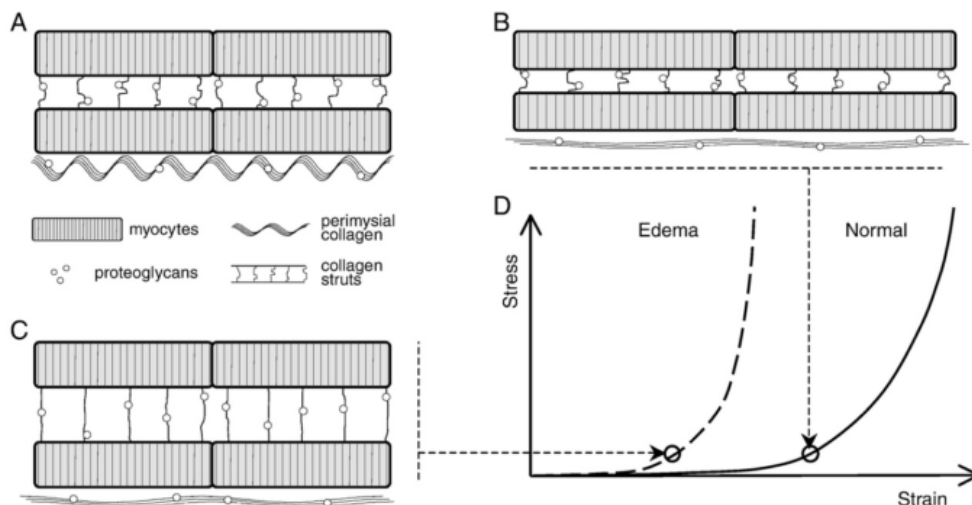 A
B
myocytes
perimysial
collagen
proteoglycans
collagen
struts
C
D
Edema
Normal
Stress
Strain